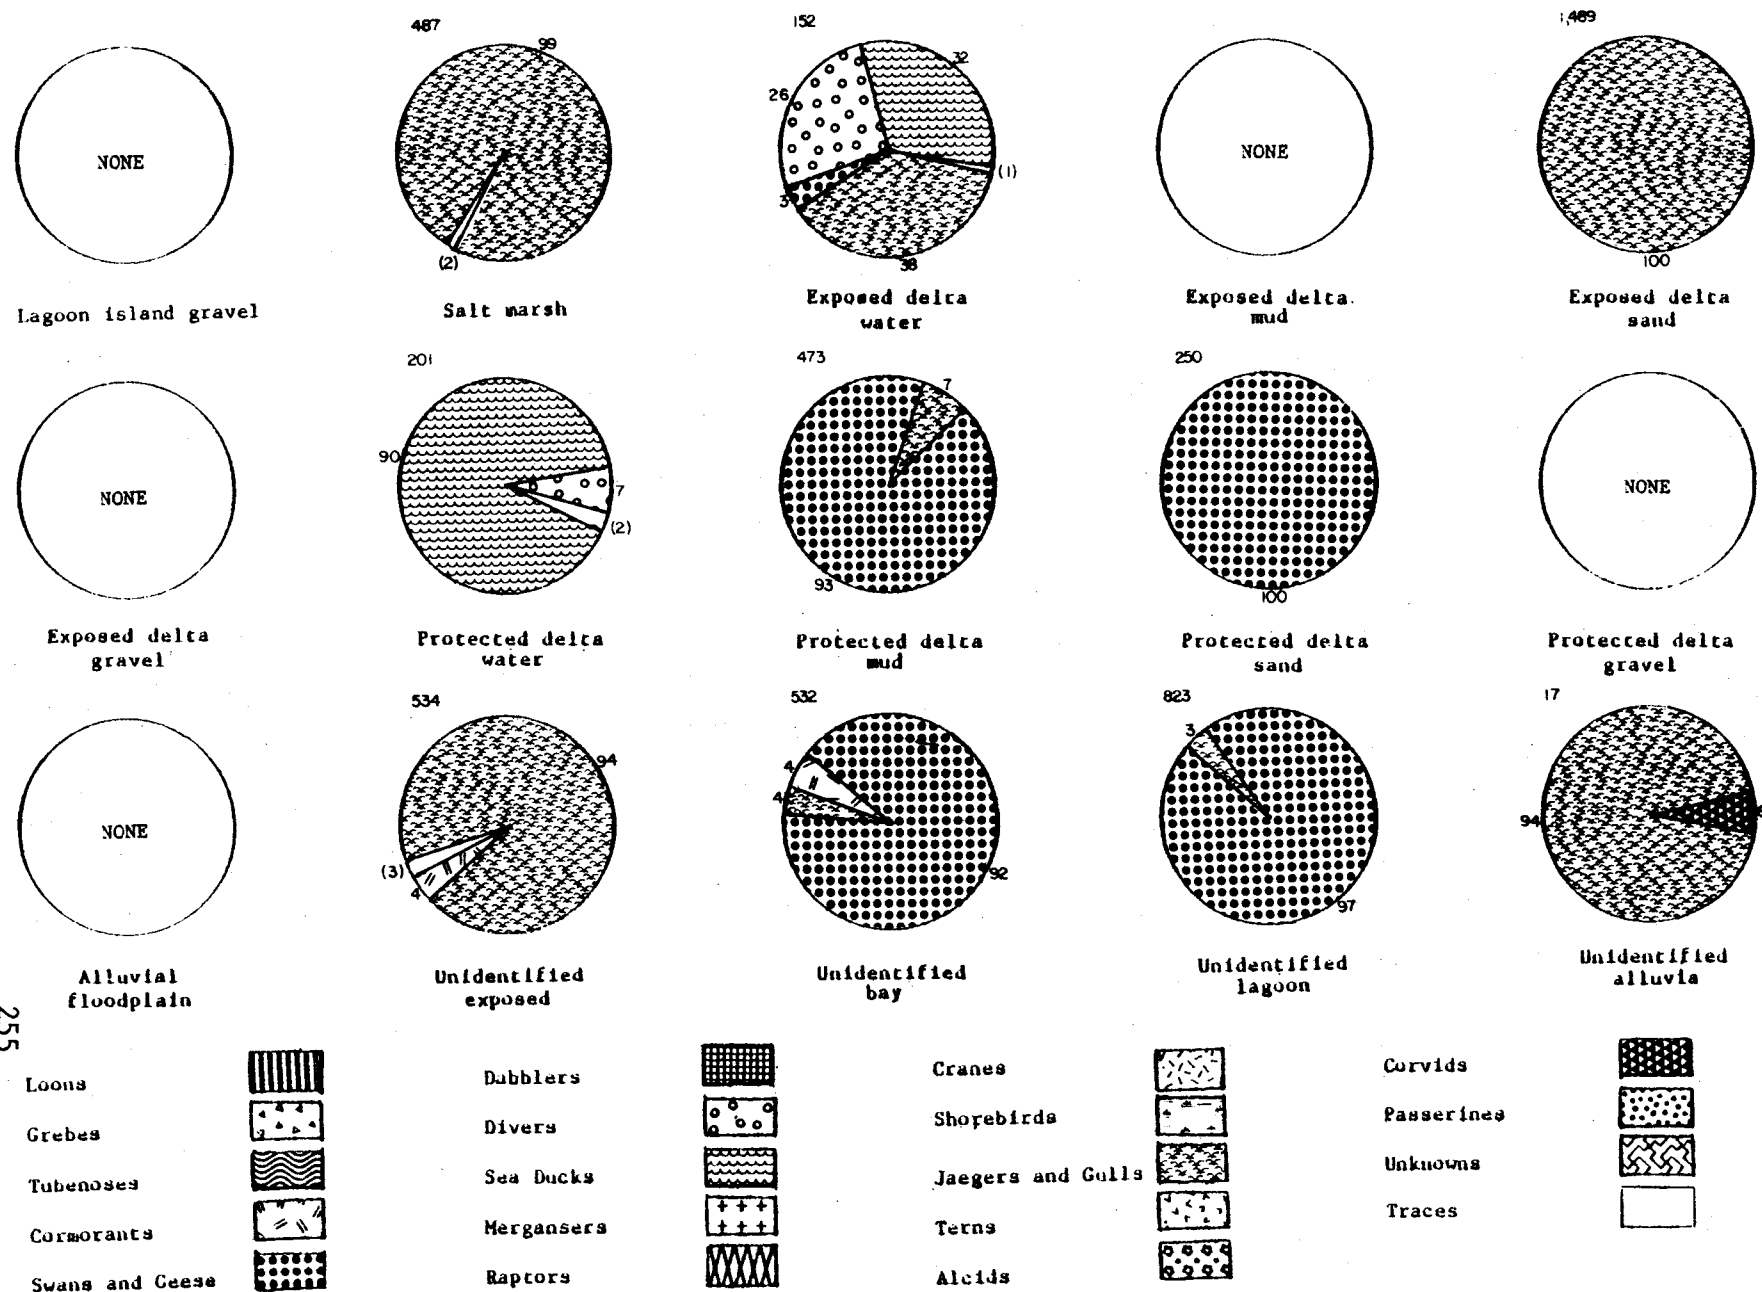 487
99
NONE
(2)
Lagoon island gravel
Salt marsh
152
32
26
(1)
3
38
Exposed delta
water
NONE
Exposed delta
mud
1,489
100
Exposed delta
sand
NONE
Exposed delta
gravel
201
90
7
(2)
Protected delta
water
473
7
93
Protected delta
mud
250
100
Protected delta
sand
NONE
Protected delta
gravel
NONE
Alluvial
floodplain
534
94
(3)
4
Unidentified
exposed
532
4
4
92
Unidentified
bay
823
3
97
Unidentified
lagoon
17
94
Unidentified
alluvia
255
Loons
Grebes
Tubenoses
Cormorants
Swans and Geese
Dabblers
Divers
Sea Ducks
Mergansers
Raptors
Cranes
Shorebirds
Jaegers and Gulls
Terns
Alcids
Corvids
Passerines
Unknowns
Traces